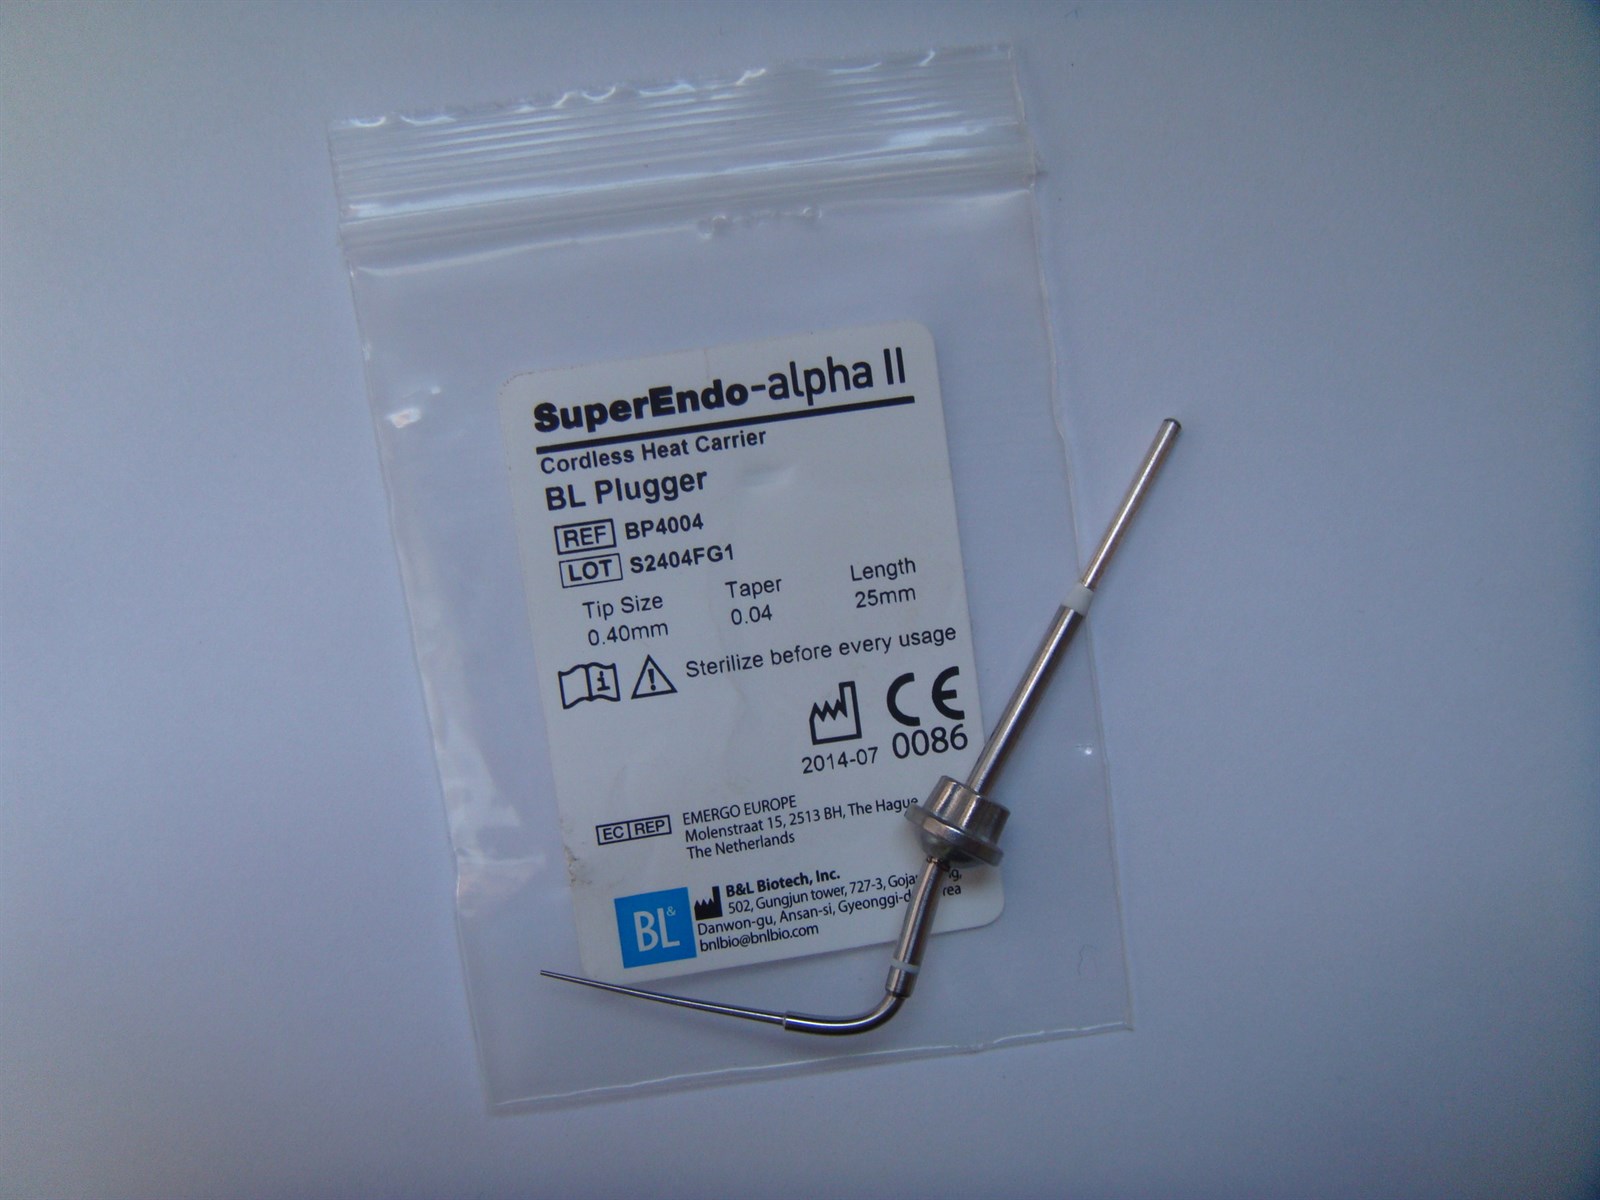 SuperEndo-alpha II
Cordless Heat Carrier
BL Plugger
REF BP4004
LOT S2404FG1
Tip Size Taper Length
0.40mm 0.04 25mm
i ! Sterilize before every usage
CE
2014-07 0086
EC REP EMERGO EUROPE
Molenstraat 15, 2513 BH, The Hague
The Netherlands
B&L B&L Biotech, Inc.
502, Gungjun tower, 727-3,
Danwon-gu, Ansan-si,
bnlbio@bnlbio.com